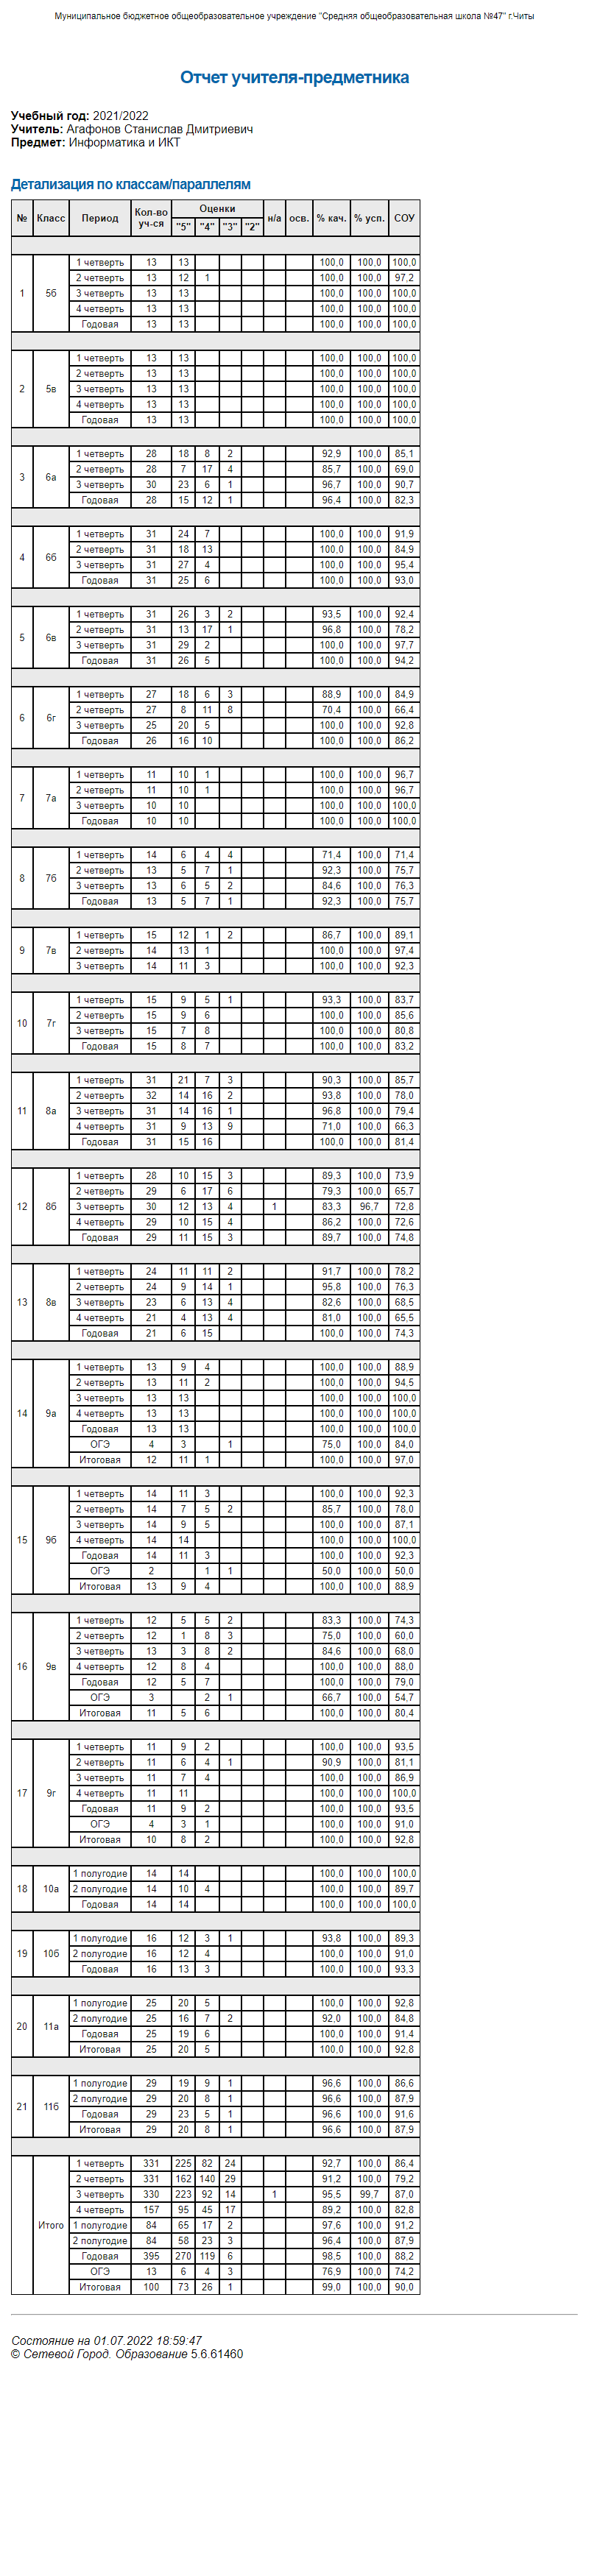 Муниципальное бюджетное общеобразовательное учреждение "Средняя общеобразовательная школа №47" г.Читы
Отчет учителя-предметника
Учебный год: 2021/2022
Учитель: Агафонов Станислав Дмитриевич
Предмет: Информатика и ИКТ
Детализация по классам/параллелям
№ Класс Период Кол-во уч-ся Оценки н/а осв. % кач. % усп. СОУ
"5" "4" "3" "2"
1 5б
1 четверть 13 13 100,0 100,0 100,0
2 четверть 13 12 1 100,0 100,0 97,2
3 четверть 13 13 100,0 100,0 100,0
4 четверть 13 13 100,0 100,0 100,0
Годовая 13 13 100,0 100,0 100,0
2 5в
1 четверть 13 13 100,0 100,0 100,0
2 четверть 13 13 100,0 100,0 100,0
3 четверть 13 13 100,0 100,0 100,0
4 четверть 13 13 100,0 100,0 100,0
Годовая 13 13 100,0 100,0 100,0
3 6а
1 четверть 28 18 8 2 92,9 100,0 85,1
2 четверть 28 7 17 4 85,7 100,0 69,0
3 четверть 30 23 6 1 96,7 100,0 90,7
Годовая 28 15 12 1 96,4 100,0 82,3
4 6б
1 четверть 31 24 7 100,0 100,0 91,9
2 четверть 31 18 13 100,0 100,0 84,9
3 четверть 31 27 4 100,0 100,0 95,4
Годовая 31 25 6 100,0 100,0 93,0
5 6в
1 четверть 31 26 3 2 93,5 100,0 92,4
2 четверть 31 13 17 1 96,8 100,0 78,2
3 четверть 31 29 2 100,0 100,0 97,7
Годовая 31 26 5 100,0 100,0 94,2
6 6г
1 четверть 27 18 6 3 88,9 100,0 84,9
2 четверть 27 8 11 8 70,4 100,0 66,4
3 четверть 25 20 5 100,0 100,0 92,8
Годовая 26 16 10 100,0 100,0 86,2
7 7а
1 четверть 11 10 1 100,0 100,0 96,7
2 четверть 11 10 1 100,0 100,0 96,7
3 четверть 10 10 100,0 100,0 100,0
Годовая 10 10 100,0 100,0 100,0
8 7б
1 четверть 14 6 4 4 71,4 100,0 71,4
2 четверть 13 5 7 1 92,3 100,0 75,7
3 четверть 13 6 5 2 84,6 100,0 76,3
Годовая 13 5 7 1 92,3 100,0 75,7
9 7в
1 четверть 15 12 1 2 86,7 100,0 89,1
2 четверть 14 13 1 100,0 100,0 97,4
3 четверть 14 11 3 100,0 100,0 92,3
10 7г
1 четверть 15 9 5 1 93,3 100,0 83,7
2 четверть 15 9 6 100,0 100,0 85,6
3 четверть 15 7 8 100,0 100,0 80,8
Годовая 15 8 7 100,0 100,0 83,2
11 8а
1 четверть 31 21 7 3 90,3 100,0 85,7
2 четверть 32 14 16 2 93,8 100,0 78,0
3 четверть 31 14 16 1 96,8 100,0 79,4
4 четверть 31 9 13 9 71,0 100,0 66,3
Годовая 31 15 16 100,0 100,0 81,4
12 8б
1 четверть 28 10 15 3 89,3 100,0 73,9
2 четверть 29 6 17 6 79,3 100,0 65,7
3 четверть 30 12 13 4 1 83,3 96,7 72,8
4 четверть 29 10 15 4 86,2 100,0 72,6
Годовая 29 11 15 3 89,7 100,0 74,8
13 8в
1 четверть 24 11 11 2 91,7 100,0 78,2
2 четверть 24 9 14 1 95,8 100,0 76,3
3 четверть 23 6 13 4 82,6 100,0 68,5
4 четверть 21 4 13 4 81,0 100,0 65,5
Годовая 21 6 15 100,0 100,0 74,3
14 9а
1 четверть 13 9 4 100,0 100,0 88,9
2 четверть 13 11 2 100,0 100,0 94,5
3 четверть 13 13 100,0 100,0 100,0
4 четверть 13 13 100,0 100,0 100,0
Годовая 13 13 100,0 100,0 100,0
ОГЭ 4 3 1 75,0 100,0 84,0
Итоговая 12 11 1 100,0 100,0 97,0
15 9б
1 четверть 14 11 3 100,0 100,0 92,3
2 четверть 14 7 5 2 85,7 100,0 78,0
3 четверть 14 9 5 100,0 100,0 87,1
4 четверть 14 14 100,0 100,0 100,0
Годовая 14 11 3 100,0 100,0 92,3
ОГЭ 2 1 1 50,0 100,0 50,0
Итоговая 13 9 4 100,0 100,0 88,9
16 9в
1 четверть 12 5 5 2 83,3 100,0 74,3
2 четверть 12 1 8 3 75,0 100,0 60,0
3 четверть 13 3 8 2 84,6 100,0 68,0
4 четверть 12 8 4 100,0 100,0 88,0
Годовая 12 5 7 100,0 100,0 79,0
ОГЭ 3 2 1 66,7 100,0 54,7
Итоговая 11 5 6 100,0 100,0 80,4
17 9г
1 четверть 11 9 2 100,0 100,0 93,5
2 четверть 11 6 4 1 90,9 100,0 81,1
3 четверть 11 7 4 100,0 100,0 86,9
4 четверть 11 11 100,0 100,0 100,0
Годовая 11 9 2 100,0 100,0 93,5
ОГЭ 4 3 1 100,0 100,0 91,0
Итоговая 10 8 2 100,0 100,0 92,8
18 10а
1 полугодие 14 14 100,0 100,0 100,0
2 полугодие 14 10 4 100,0 100,0 89,7
Годовая 14 14 100,0 100,0 100,0
19 10б
1 полугодие 16 12 3 1 93,8 100,0 89,3
2 полугодие 16 12 4 100,0 100,0 91,0
Годовая 16 13 3 100,0 100,0 93,3
20 11а
1 полугодие 25 20 5 100,0 100,0 92,8
2 полугодие 25 16 7 2 92,0 100,0 84,8
Годовая 25 19 6 100,0 100,0 91,4
Итоговая 25 20 5 100,0 100,0 92,8
21 11б
1 полугодие 29 19 9 1 96,6 100,0 86,6
2 полугодие 29 20 8 1 96,6 100,0 87,9
Годовая 29 23 5 1 96,6 100,0 91,6
Итоговая 29 20 8 1 96,6 100,0 87,9
Итого
1 четверть 331 225 82 24 92,7 100,0 86,4
2 четверть 331 162 140 29 91,2 100,0 79,2
3 четверть 330 223 92 14 1 95,5 99,7 87,0
4 четверть 157 95 45 17 89,2 100,0 82,8
1 полугодие 84 65 17 2 97,6 100,0 91,2
2 полугодие 84 58 23 3 96,4 100,0 87,9
Годовая 395 270 119 6 98,5 100,0 88,2
ОГЭ 13 6 4 3 76,9 100,0 74,2
Итоговая 100 73 26 1 99,0 100,0 90,0
Состояние на 01.07.2022 18:59:47
© Сетевой Город. Образование 5.6.61460